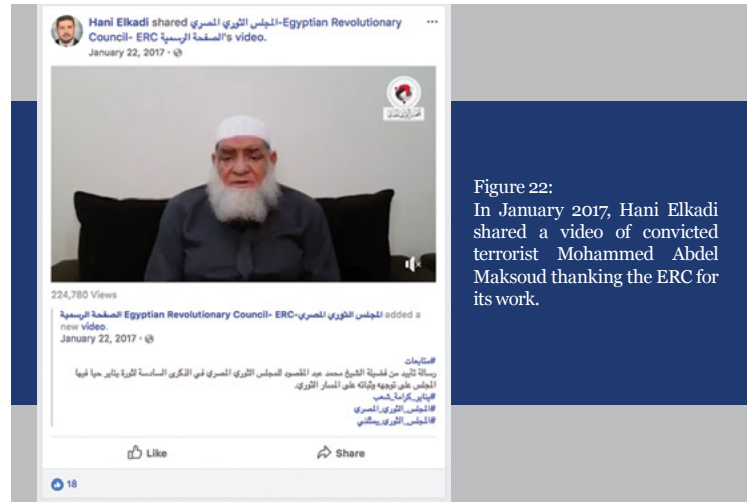 Hani Elkadi shared المجلس الثوري المصري-Egyptian Revolutionary
Council- ERC الصفحة الرسمية's video.
January 22, 2017 ·
المجلس الثوري المصري
224,780 Views
الصفحة الرسمية Egyptian Revolutionary Council- ERC-المجلس الثوري المصري added a
new video.
January 22, 2017 ·
#متابعات
رسالة تأييد من فضيلة الشيخ محمد عبد المقصود للمجلس الثوري المصري في الذكرى السادسة لثورة يناير حيا فيها
المجلس على توجهه وثباته على المسار الثوري.
#يناير_كرامة_شعب
#المجلس_الثوري_المصري
#المجلس_الثوري_يمثلني
Like
Share
18
Figure 22:
In January 2017, Hani Elkadi
shared a video of convicted
terrorist Mohammed Abdel
Maksoud thanking the ERC for
its work.